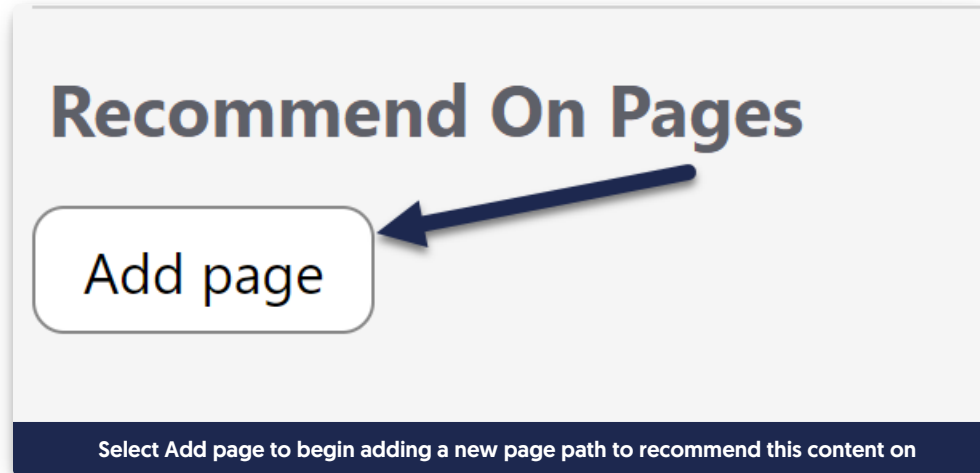 Recommend On Pages
Add page
Select Add page to begin adding a new page path to recommend this content on